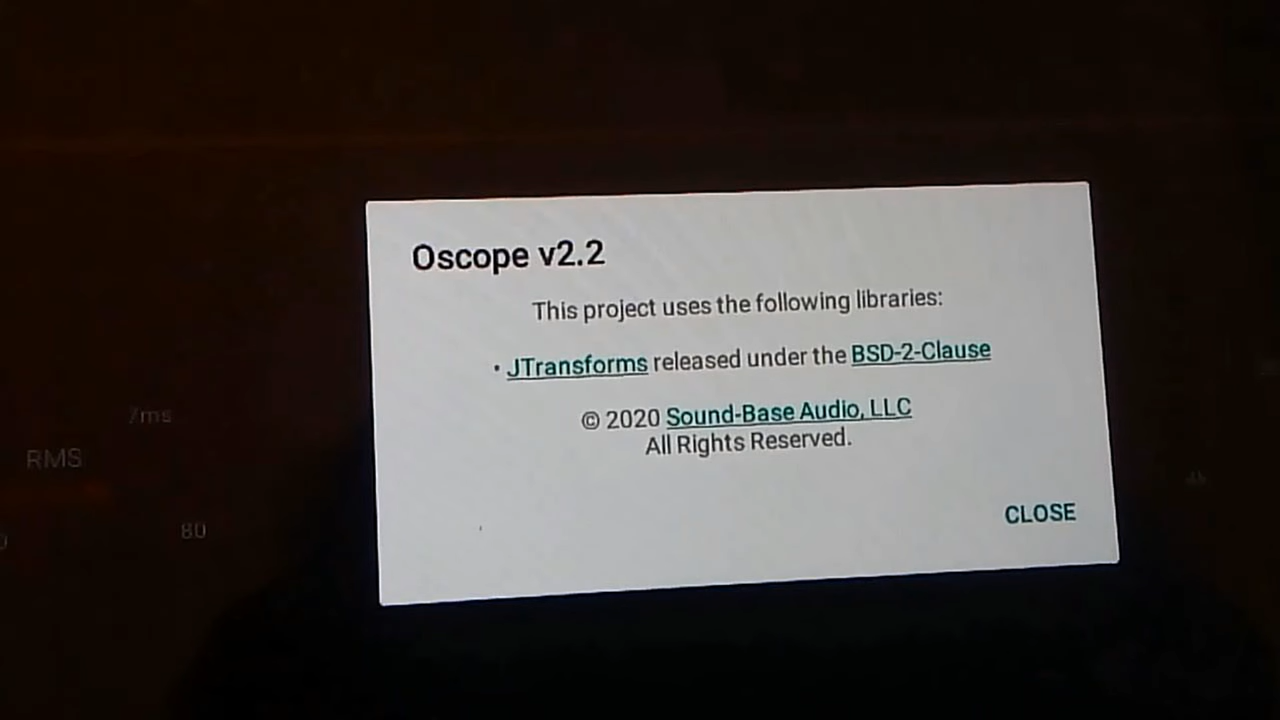 Oscope v2.2
This project uses the following libraries:
• JTransforms released under the BSD-2-Clause
© 2020 Sound-Base Audio, LLC
All Rights Reserved.
CLOSE
7ms
RMS
80